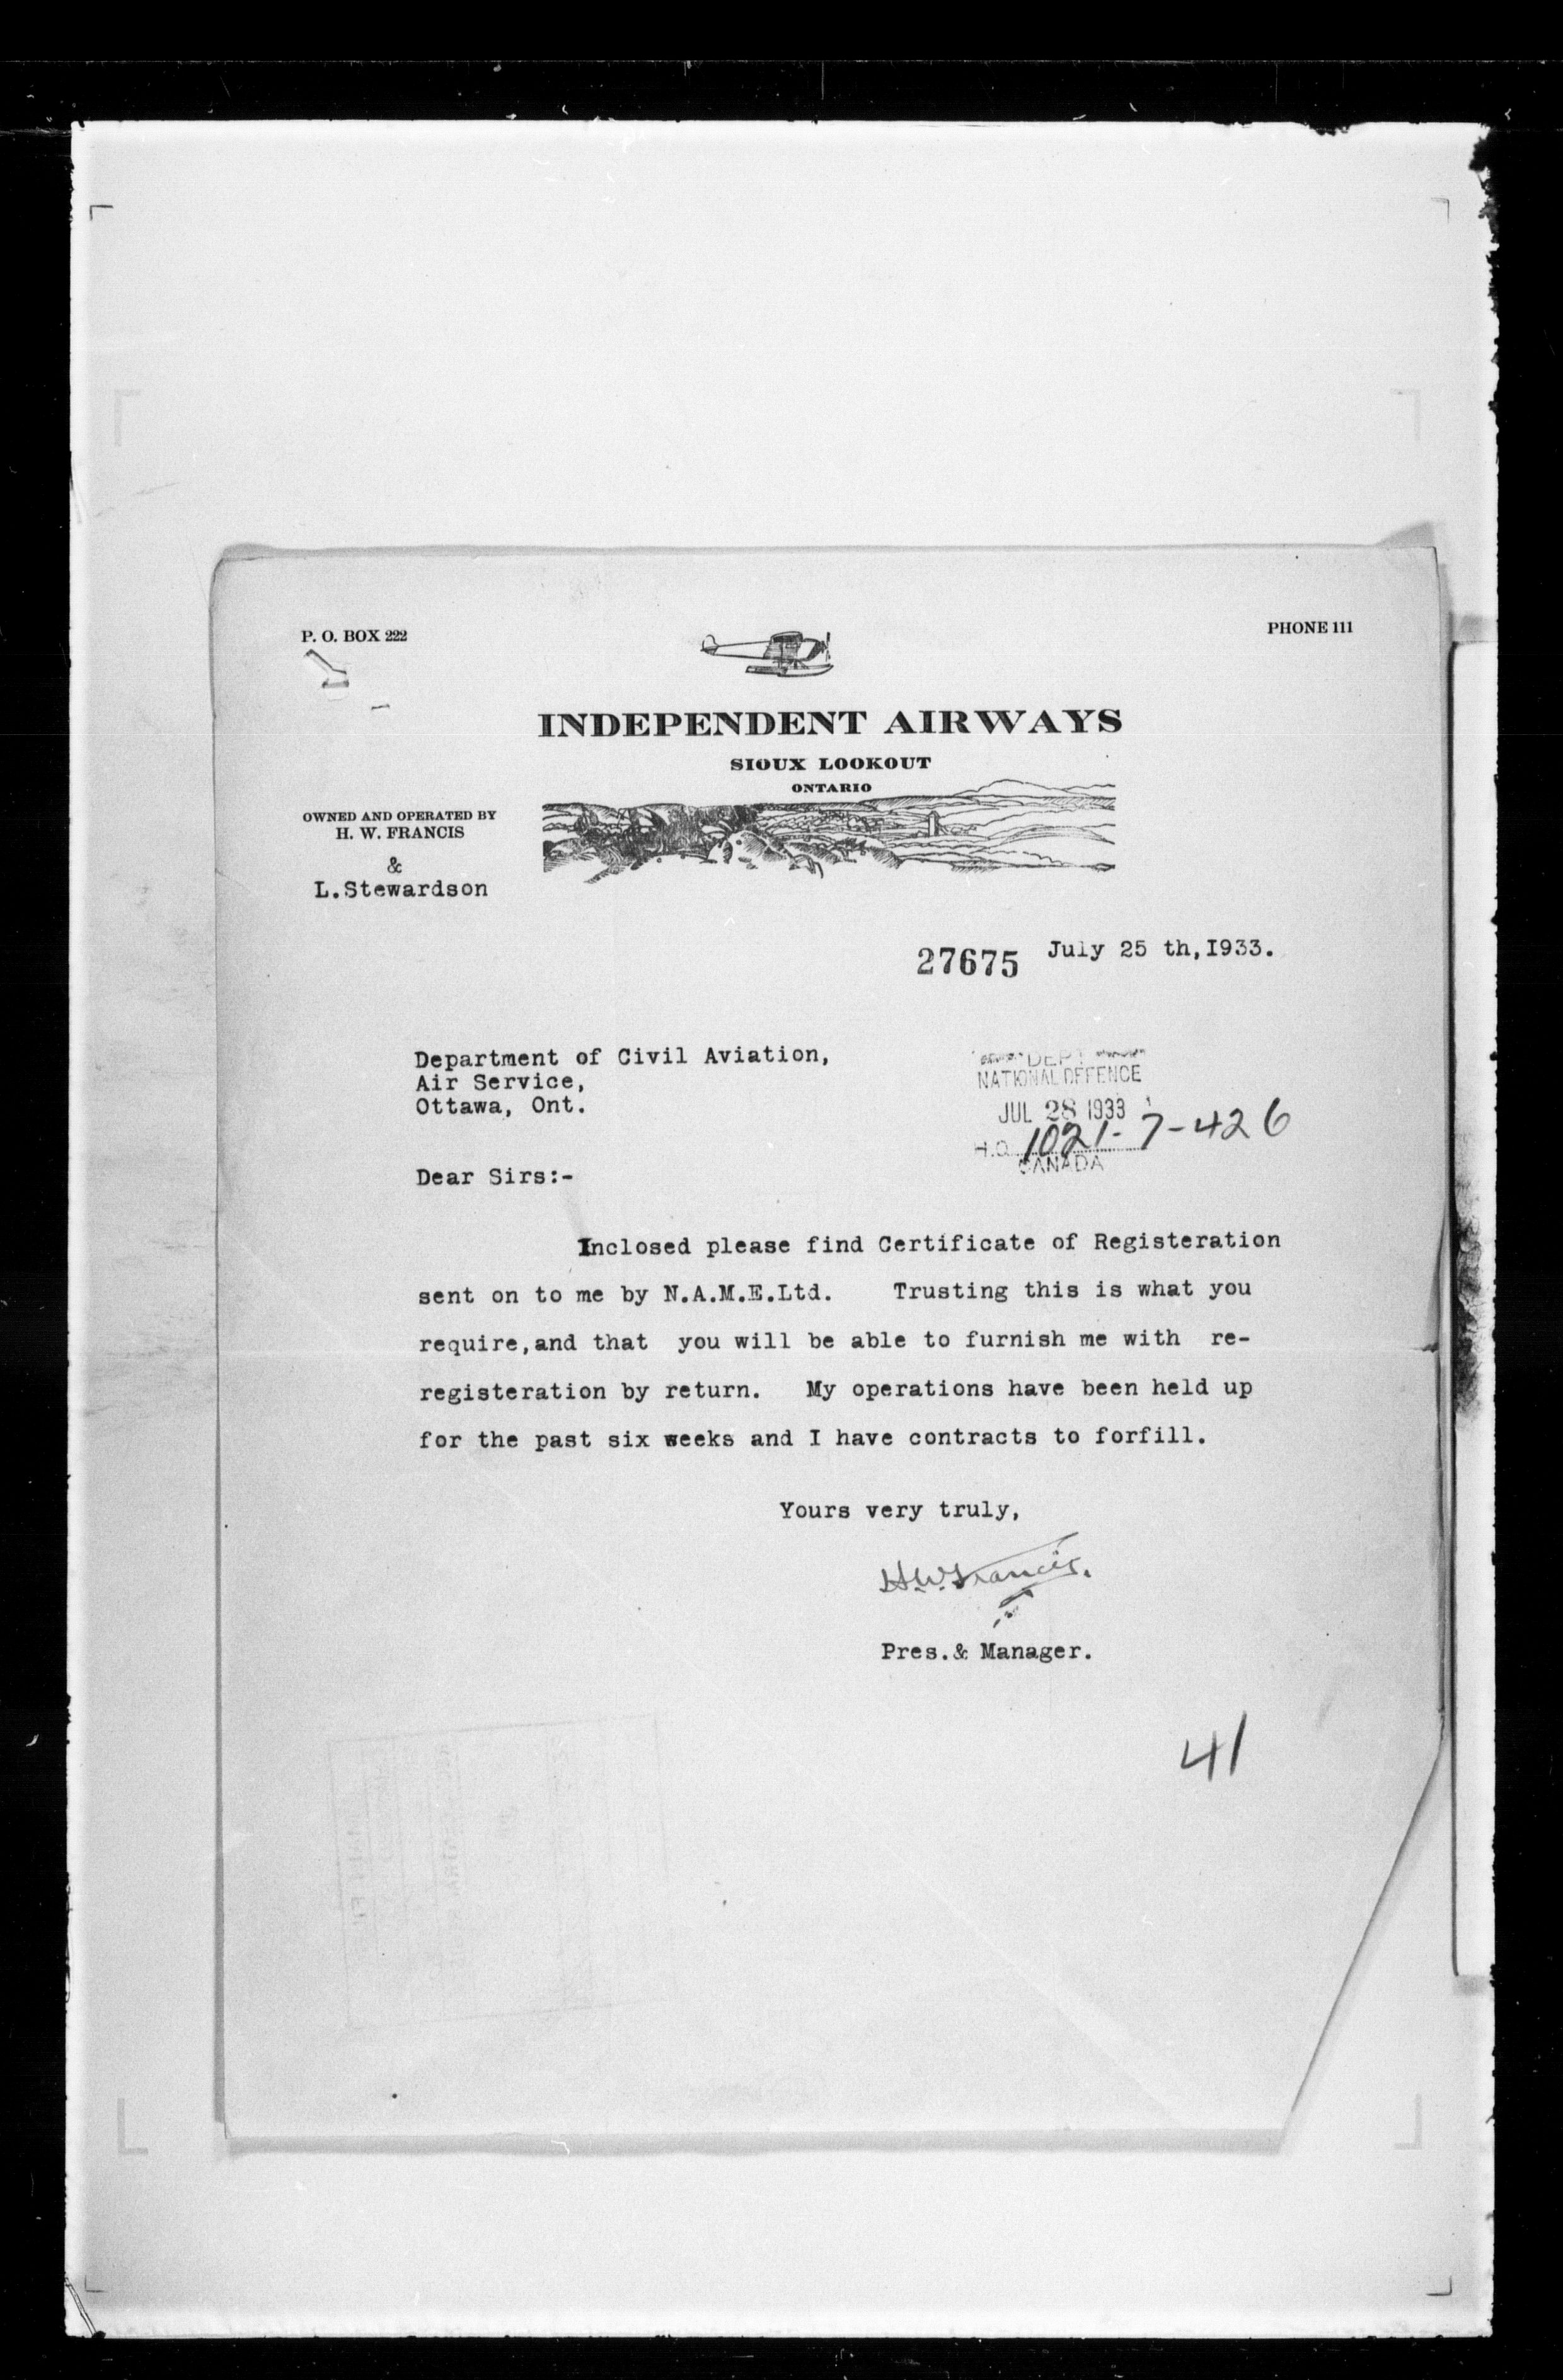 P. O. BOX 222
PHONE 111
INDEPENDENT AIRWAYS
SIOUX LOOKOUT
ONTARIO
OWNED AND OPERATED BY
H. W. FRANCIS
&
L.Stewardson
27675 July 25 th,I933.
Department of Civil Aviation,
Air Service,
Ottawa, Ont.
DEPT
NATIONAL DEFENCE
JUL 28 1933
H.Q. 1021-7-426
CANADA
Dear Sirs:-
Inclosed please find Certificate of Registeration
sent on to me by N.A.M.E.Ltd. Trusting this is what you
require,and that you will be able to furnish me with re-
registeration by return. My operations have been held up
for the past six weeks and I have contracts to forfill.
Yours very truly,
H.W.Francis.
Pres.& Manager.
41